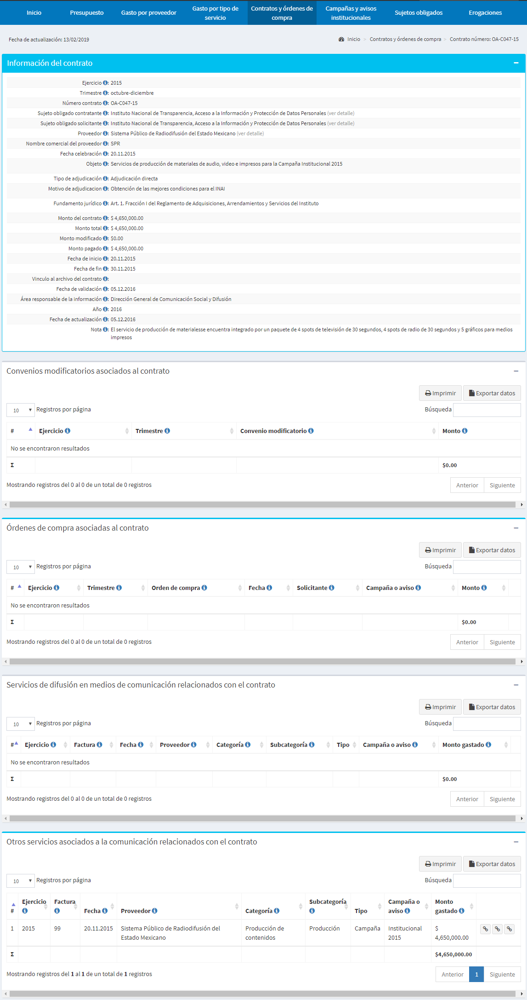 Inicio
Presupuesto
Gasto por proveedor
Gasto por tipo de
servicio
Contratos y órdenes de
compra
Campañas y avisos
institucionales
Sujetos obligados
Erogaciones
Fecha de actualización: 13/02/2019
Inicio > Contratos y órdenes de compra > Contrato número: OA-C047-15
Información del contrato
Ejercicio : 2015
Trimestre : octubre-diciembre
Número contrato : OA-C047-15
Sujeto obligado contratante : Instituto Nacional de Transparencia, Acceso a la Información y Protección de Datos Personales (ver detalle)
Sujeto obligado solicitante : Instituto Nacional de Transparencia, Acceso a la Información y Protección de Datos Personales (ver detalle)
Proveedor : Sistema Público de Radiodifusión del Estado Mexicano (ver detalle)
Nombre comercial del proveedor : SPR
Fecha celebración : 20.11.2015
Objeto : Servicios de producción de materiales de audio, video e impresos para la Campaña Institucional 2015
Tipo de adjudicación : Adjudicación directa
Motivo de adjudicacion : Obtención de las mejores condiciones para el INAI
Fundamento jurídico : Art. 1. Fracción I del Reglamento de Adquisiciones, Arrendamientos y Servicios del Instituto
Monto del contrato : $ 4,650,000.00
Monto total : $ 4,650,000.00
Monto modificado : $0.00
Monto pagado : $ 4,650,000.00
Fecha de inicio : 20.11.2015
Fecha de fin : 30.11.2015
Vinculo al archivo del contrato :
Fecha de validación : 05.12.2016
Área responsable de la información : Dirección General de Comunicación Social y Difusión
Año : 2016
Fecha de actualización : 05.12.2016
Nota : El servicio de producción de materialesse encuentra integrado por un paquete de 4 spots de televisión de 30 segundos, 4 spots de radio de 30 segundos y 5 gráficos para medios
impresos
Convenios modificatorios asociados al contrato
Imprimir Exportar datos
10 Registros por página Búsqueda
# Ejercicio Trimestre Convenio modificatorio Monto
No se encontraron resultados
Σ $0.00
Mostrando registros del 0 al 0 de un total de 0 registros Anterior Siguiente
Órdenes de compra asociadas al contrato
Imprimir Exportar datos
10 Registros por página Búsqueda
# Ejercicio Trimestre Orden de compra Fecha Solicitante Campaña o aviso Monto
No se encontraron resultados
Σ $0.00
Mostrando registros del 0 al 0 de un total de 0 registros Anterior Siguiente
Servicios de difusión en medios de comunicación relacionados con el contrato
Imprimir Exportar datos
10 Registros por página Búsqueda
# Ejercicio Factura Fecha Proveedor Categoría Subcategoría Tipo Campaña o aviso Monto gastado
No se encontraron resultados
Σ $0.00
Mostrando registros del 0 al 0 de un total de 0 registros Anterior Siguiente
Otros servicios asociados a la comunicación relacionados con el contrato
Imprimir Exportar datos
10 Registros por página Búsqueda
Ejercicio Factura Subcategoría Campaña o Monto
# Fecha Proveedor Categoría Tipo aviso gastado
1 2015 99 20.11.2015 Sistema Público de Radiodifusión del Producción de Producción Campaña Institucional $
Estado Mexicano contenidos 2015 4,650,000.00
Σ $4,650,000.00
Mostrando registros del 1 al 1 de un total de 1 registros Anterior 1 Siguiente